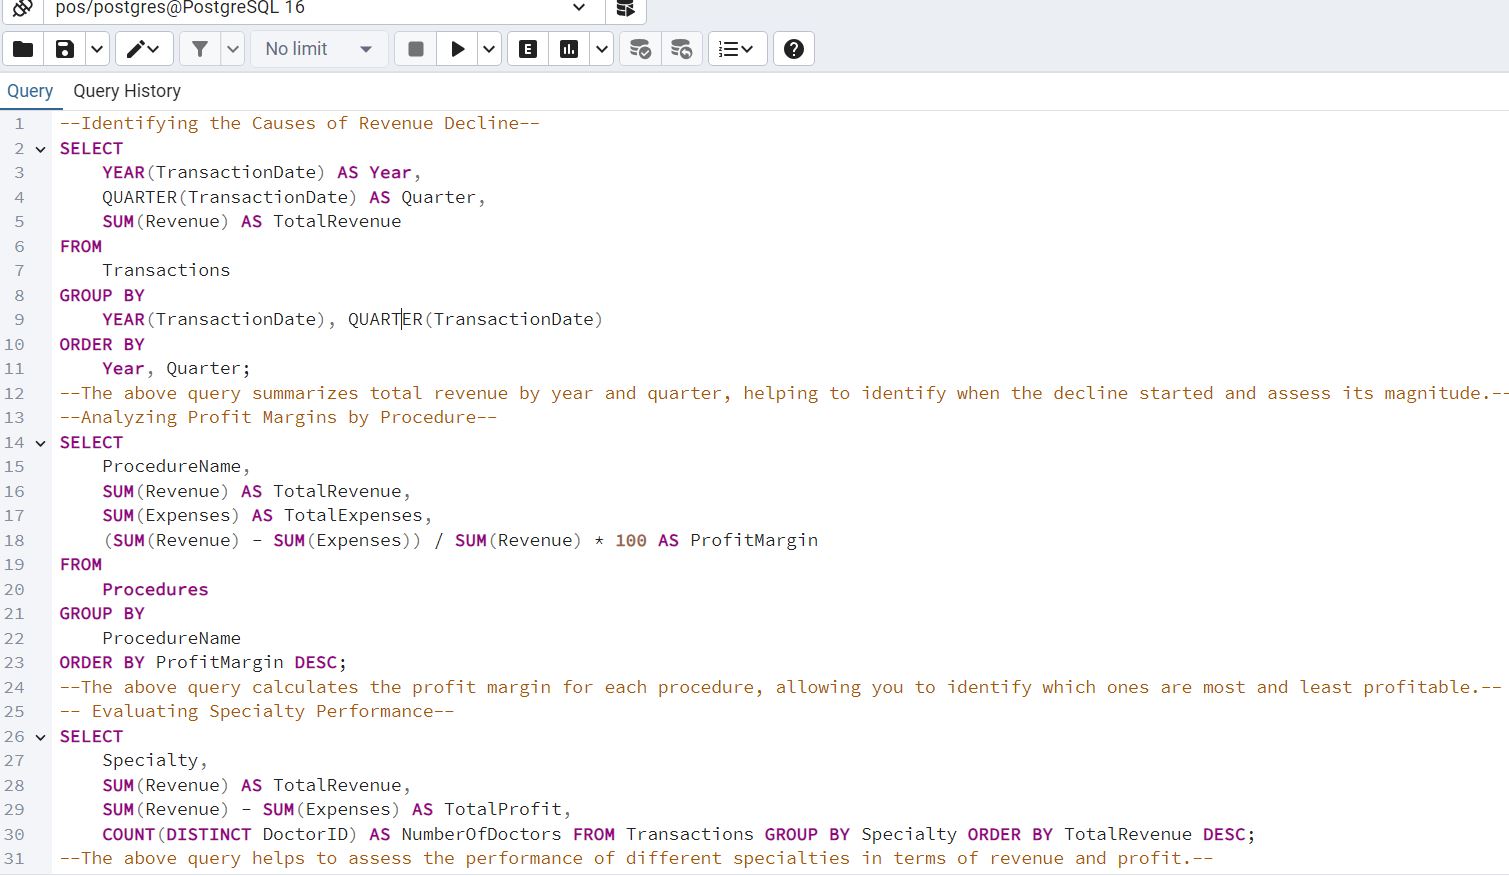 pos/postgres@PostgreSQL 16
No limit
E
Query Query History
1 --Identifying the Causes of Revenue Decline--
2 SELECT
3 YEAR(TransactionDate) AS Year,
4 QUARTER(TransactionDate) AS Quarter,
5 SUM(Revenue) AS TotalRevenue
6 FROM
7 Transactions
8 GROUP BY
9 YEAR(TransactionDate), QUARTER(TransactionDate)
10 ORDER BY
11 Year, Quarter;
12 --The above query summarizes total revenue by year and quarter, helping to identify when the decline started and assess its magnitude.--
13 --Analyzing Profit Margins by Procedure--
14 SELECT
15 ProcedureName,
16 SUM(Revenue) AS TotalRevenue,
17 SUM(Expenses) AS TotalExpenses,
18 (SUM(Revenue) - SUM(Expenses)) / SUM(Revenue) * 100 AS ProfitMargin
19 FROM
20 Procedures
21 GROUP BY
22 ProcedureName
23 ORDER BY ProfitMargin DESC;
24 --The above query calculates the profit margin for each procedure, allowing you to identify which ones are most and least profitable.--
25 -- Evaluating Specialty Performance--
26 SELECT
27 Specialty,
28 SUM(Revenue) AS TotalRevenue,
29 SUM(Revenue) - SUM(Expenses) AS TotalProfit,
30 COUNT(DISTINCT DoctorID) AS NumberOfDoctors FROM Transactions GROUP BY Specialty ORDER BY TotalRevenue DESC;
31 --The above query helps to assess the performance of different specialties in terms of revenue and profit.--